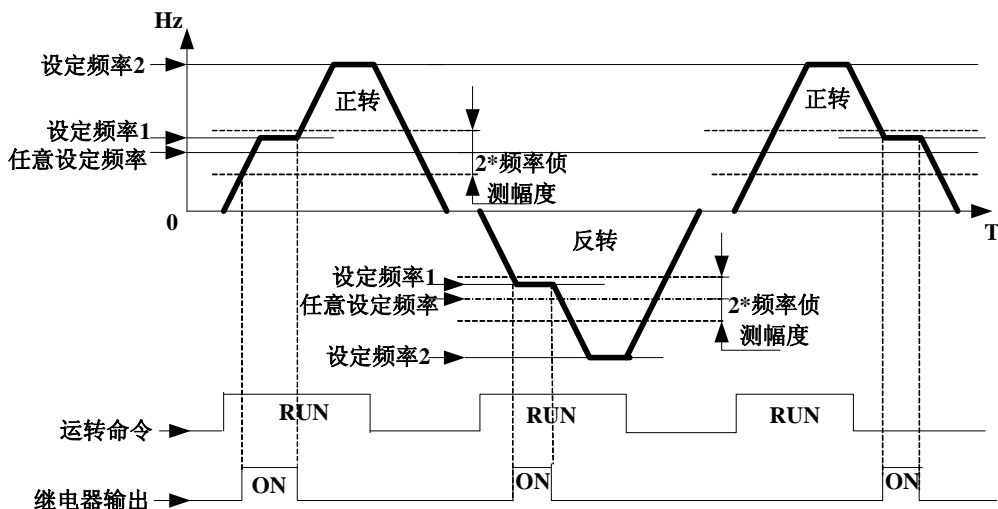 Hz
设定频率2
正转
正转
设定频率1
任意设定频率
2*频率侦
测幅度
0
T
反转
设定频率1
任意设定频率
2*频率侦
测幅度
设定频率2
RUN
RUN
RUN
运转命令
ON
ON
ON
继电器输出